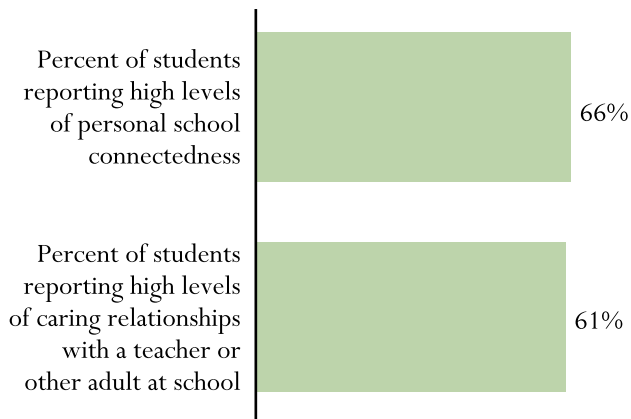 Percent of students
reporting high levels
of personal school
connectedness
66%
Percent of students
reporting high levels
of caring relationships
with a teacher or
other adult at school
61%